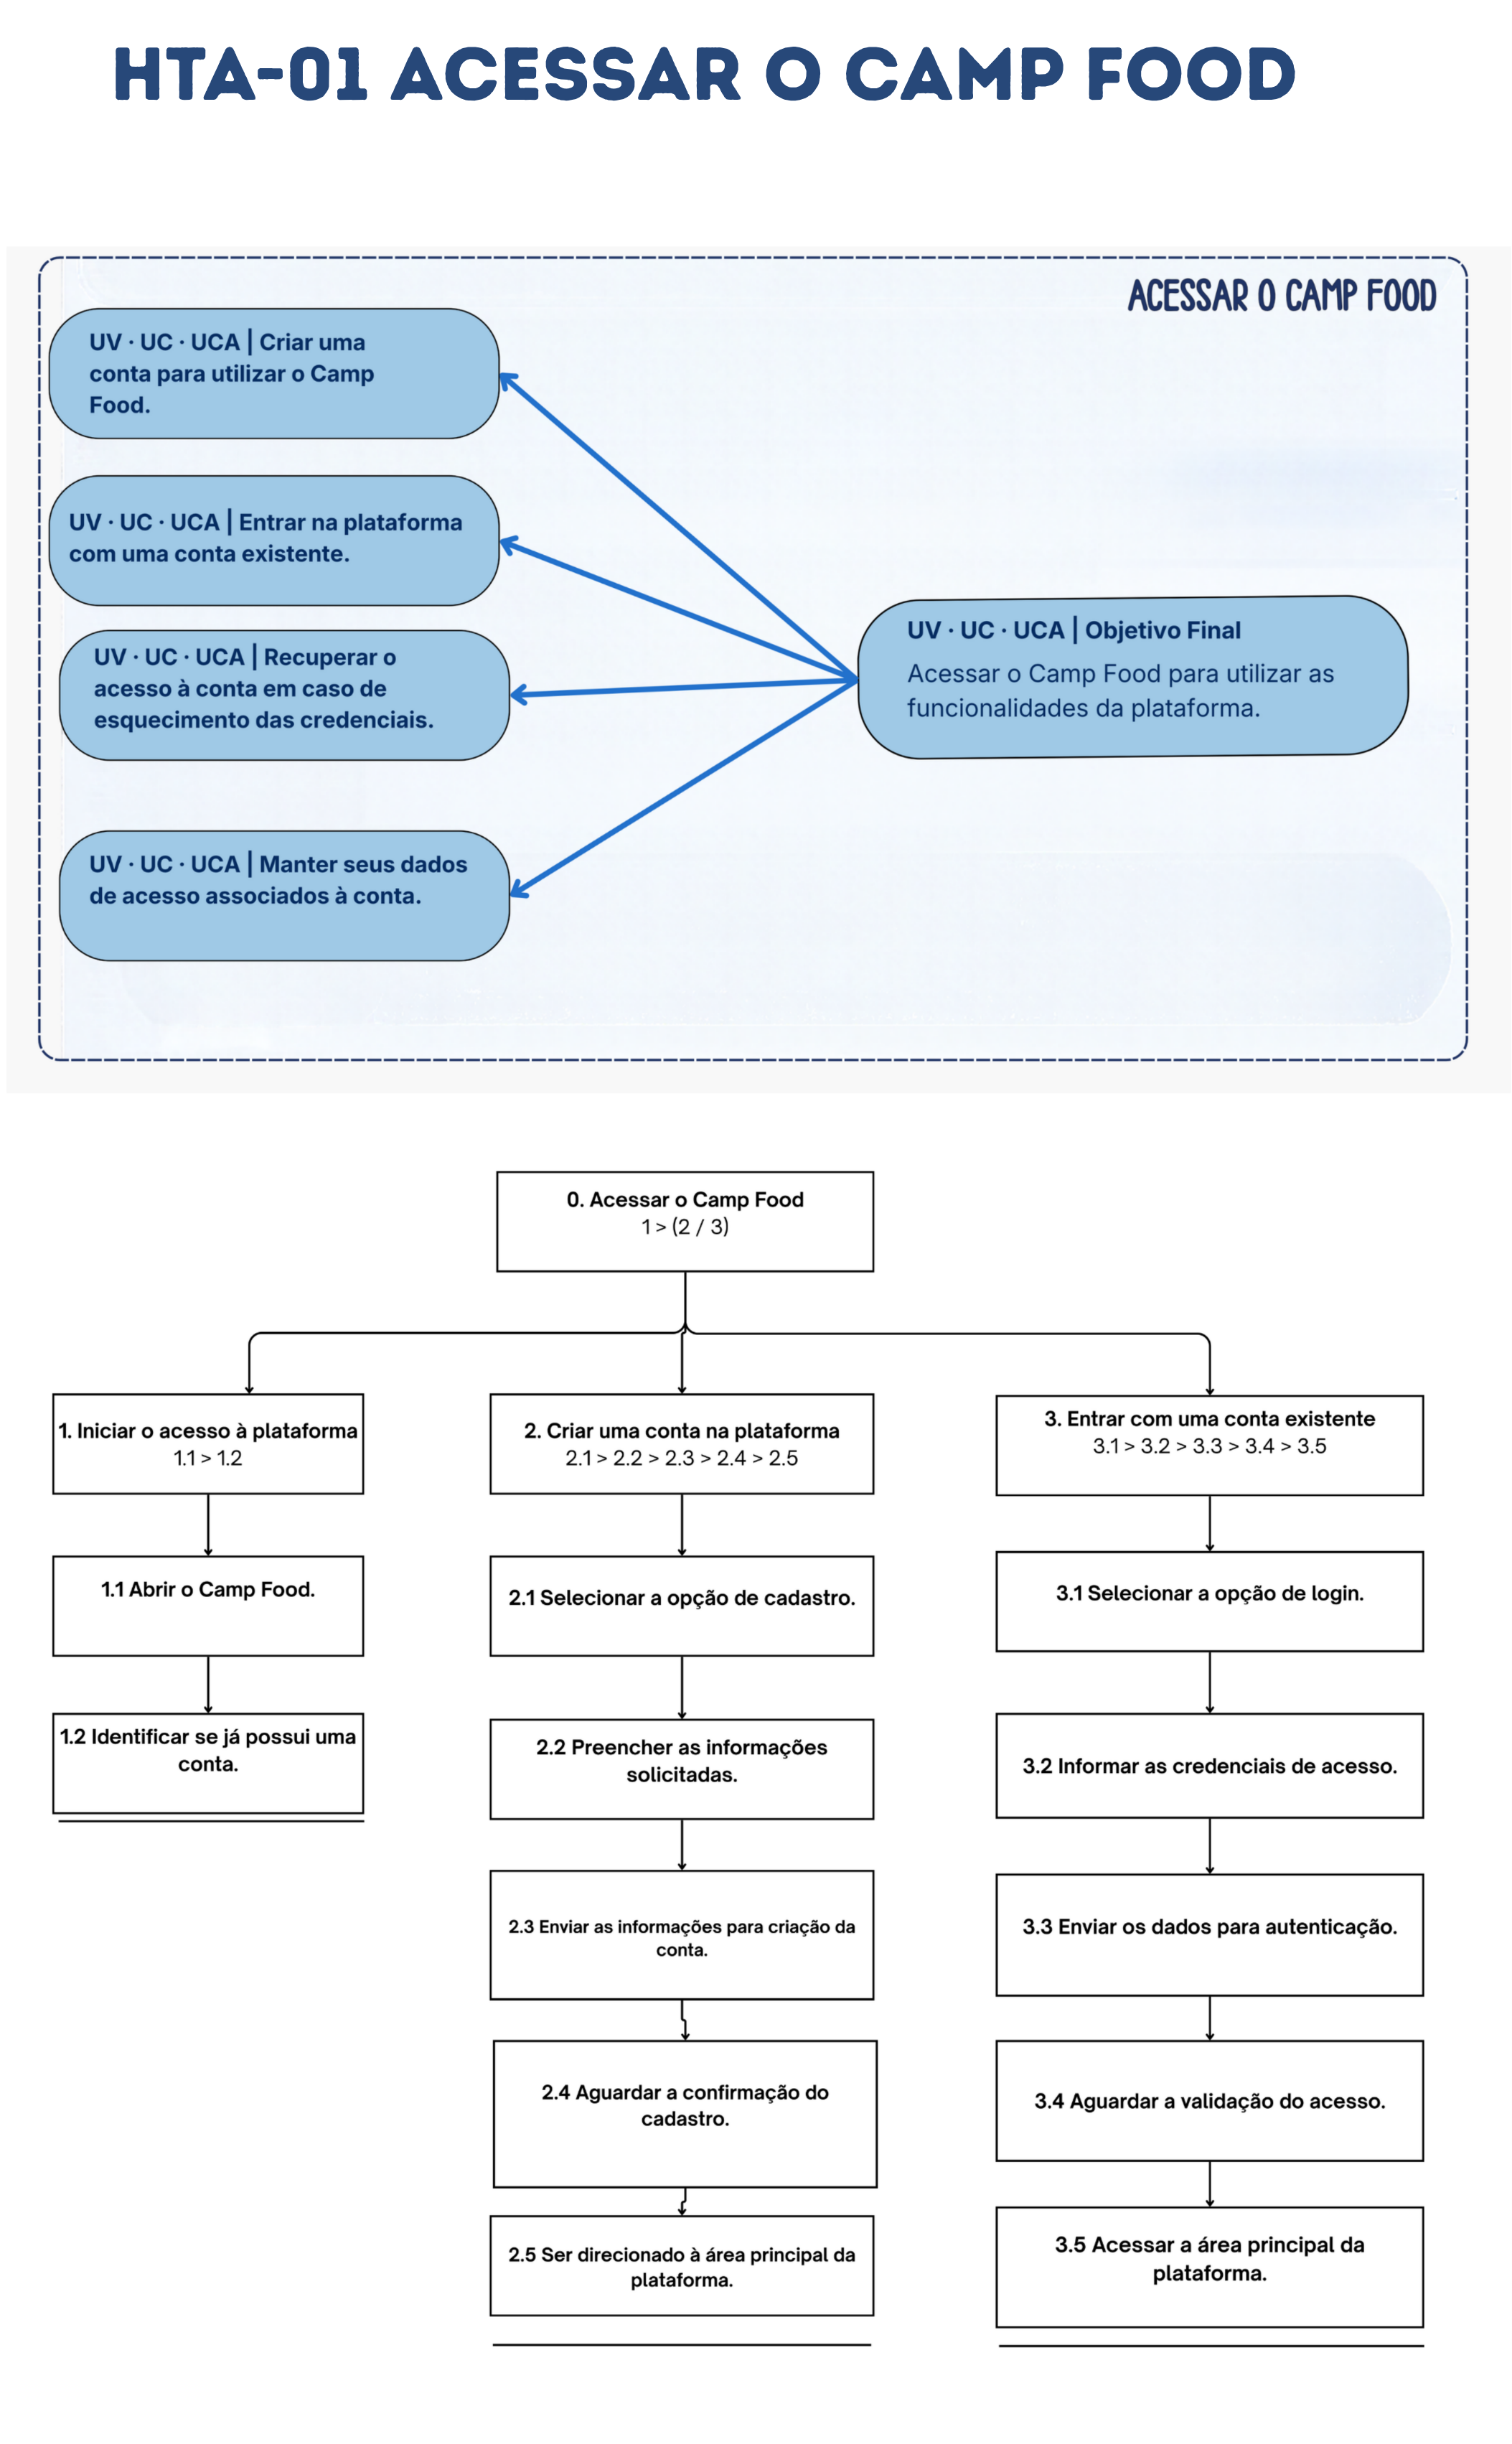 HTA-01 ACESSAR O CAMP FOOD
ACESSAR O CAMP FOOD
UV · UC · UCA | Criar uma
conta para utilizar o Camp
Food.
UV · UC · UCA | Entrar na plataforma
com uma conta existente.
UV · UC · UCA | Recuperar o
acesso à conta em caso de
esquecimento das credenciais.
UV · UC · UCA | Manter seus dados
de acesso associados à conta.
UV · UC · UCA | Objetivo Final
Acessar o Camp Food para utilizar as
funcionalidades da plataforma.
0. Acessar o Camp Food
1 > (2 / 3)
1. Iniciar o acesso à plataforma
1.1 > 1.2
1.1 Abrir o Camp Food.
1.2 Identificar se já possui uma
conta.
2. Criar uma conta na plataforma
2.1 > 2.2 > 2.3 > 2.4 > 2.5
2.1 Selecionar a opção de cadastro.
2.2 Preencher as informações
solicitadas.
2.3 Enviar as informações para criação da
conta.
2.4 Aguardar a confirmação do
cadastro.
2.5 Ser direcionado à área principal da
plataforma.
3. Entrar com uma conta existente
3.1 > 3.2 > 3.3 > 3.4 > 3.5
3.1 Selecionar a opção de login.
3.2 Informar as credenciais de acesso.
3.3 Enviar os dados para autenticação.
3.4 Aguardar a validação do acesso.
3.5 Acessar a área principal da
plataforma.